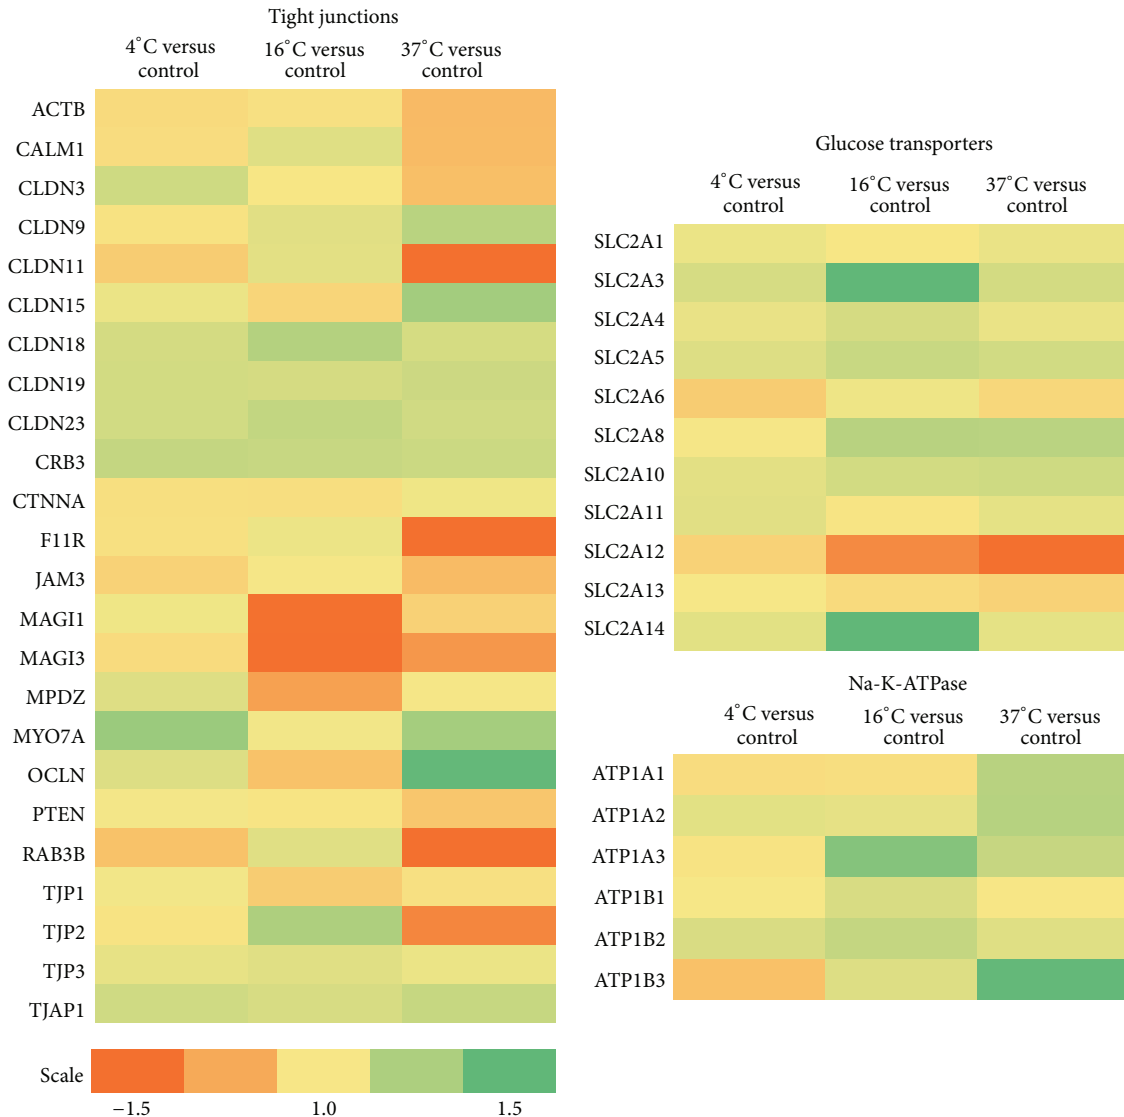 Tight junctions
4°C versus control
16°C versus control
37°C versus control
ACTB
CALM1
CLDN3
CLDN9
CLDN11
CLDN15
CLDN18
CLDN19
CLDN23
CRB3
CTNNA
F11R
JAM3
MAGI1
MAGI3
MPDZ
MYO7A
OCLN
PTEN
RAB3B
TJP1
TJP2
TJP3
TJAP1
Scale
−1.5
1.0
1.5
Glucose transporters
4°C versus control
16°C versus control
37°C versus control
SLC2A1
SLC2A3
SLC2A4
SLC2A5
SLC2A6
SLC2A8
SLC2A10
SLC2A11
SLC2A12
SLC2A13
SLC2A14
Na-K-ATPase
4°C versus control
16°C versus control
37°C versus control
ATP1A1
ATP1A2
ATP1A3
ATP1B1
ATP1B2
ATP1B3